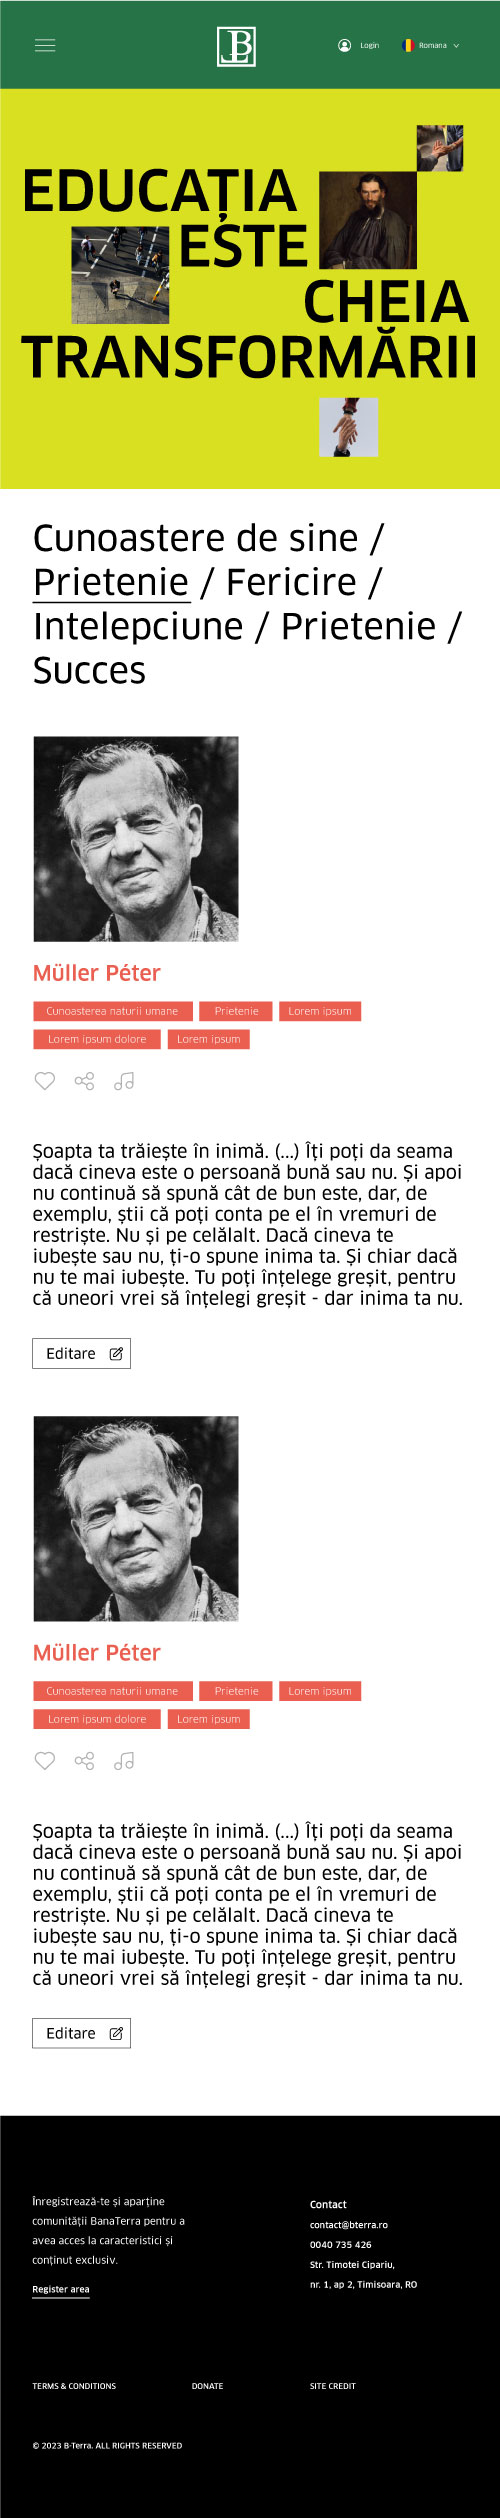 B
Login
Romana
EDUCAȚIA
ESTE
CHEIA
TRANSFORMĂRII
Cunoastere de sine /
Prietenie / Fericire /
Intelepciune / Prietenie /
Succes
Müller Péter
Cunoasterea naturii umane Prietenie Lorem ipsum
Lorem ipsum dolore Lorem ipsum
Șoapta ta trăiește în inimă. (...) Îți poți da seama
dacă cineva este o persoană bună sau nu. Și apoi
nu continuă să spună cât de bun este, dar, de
exemplu, știi că poți conta pe el în vremuri de
restriște. Nu și pe celălalt. Dacă cineva te
iubește sau nu, ți-o spune inima ta. Și chiar dacă
nu te mai iubește. Tu poți înțelege greșit, pentru
că uneori vrei să înțelegi greșit - dar inima ta nu.
Editare
Müller Péter
Cunoasterea naturii umane Prietenie Lorem ipsum
Lorem ipsum dolore Lorem ipsum
Șoapta ta trăiește în inimă. (...) Îți poți da seama
dacă cineva este o persoană bună sau nu. Și apoi
nu continuă să spună cât de bun este, dar, de
exemplu, știi că poți conta pe el în vremuri de
restriște. Nu și pe celălalt. Dacă cineva te
iubește sau nu, ți-o spune inima ta. Și chiar dacă
nu te mai iubește. Tu poți înțelege greșit, pentru
că uneori vrei să înțelegi greșit - dar inima ta nu.
Editare
Înregistrează-te și aparține
comunității BanaTerra pentru a
avea acces la caracteristici și
conținut exclusiv.
Register area
Contact
contact@bterra.ro
0040 735 426
Str. Timotei Cipariu,
nr. 1, ap 2, Timisoara, RO
TERMS & CONDITIONS DONATE SITE CREDIT
© 2023 B-Terra. ALL RIGHTS RESERVED